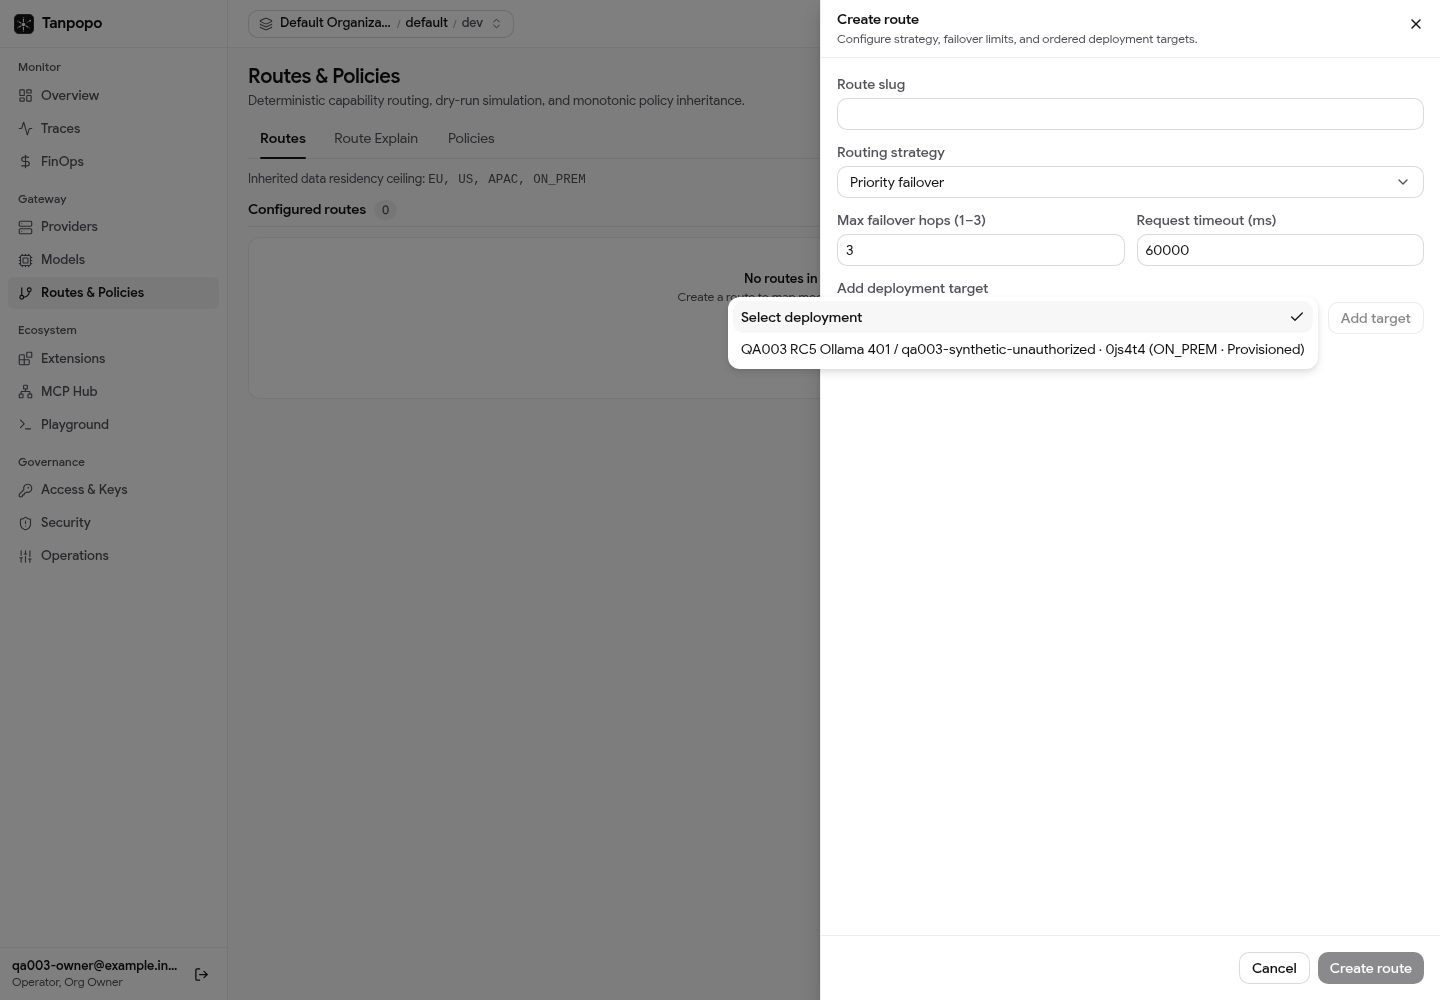 Tanpopo
Monitor
Overview
Traces
FinOps
Gateway
Providers
Models
Routes & Policies
Ecosystem
Extensions
MCP Hub
Playground
Governance
Access & Keys
Security
Operations
qa003-owner@example.in...
Operator, Org Owner
Default Organiza... / default / dev
Routes & Policies
Deterministic capability routing, dry-run simulation, and monotonic policy inheritance.
Routes
Route Explain
Policies
Inherited data residency ceiling: EU, US, APAC, ON_PREM
Configured routes 0
No routes in
Create a route to map
Create route
Configure strategy, failover limits, and ordered deployment targets.
Route slug
Routing strategy
Priority failover
Max failover hops (1–3)
Request timeout (ms)
3
60000
Add deployment target
Select deployment
QA003 RC5 Ollama 401 / qa003-synthetic-unauthorized · 0js4t4 (ON_PREM · Provisioned)
Add target
Cancel
Create route